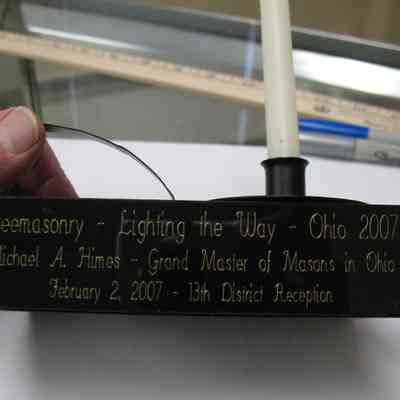 reemasonry - Lighting the Way - Ohio 2007
ichael A. Himes - Grand Master of Masons in Ohio
February 2, 2007 - 13th District Reception